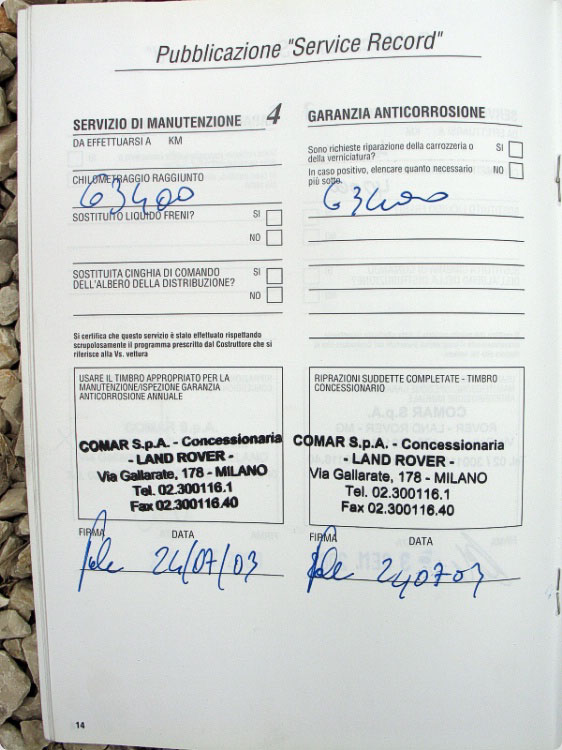 Pubblicazione "Service Record"
SERVIZIO DI MANUTENZIONE 4
DA EFFETTUARSI A KM
CHILOMETRAGGIO RAGGIUNTO
63400
SOSTITUITO LIQUIDO FRENI? SI
NO
SOSTITUITA CINGHIA DI COMANDO SI
DELL'ALBERO DELLA DISTRIBUZIONE?
NO
Si certifica che questo servizio è stato effettuato rispettando
scrupolosamente il programma prescritto dal Costruttore che si
riferisce alla Vs. vettura
USARE IL TIMBRO APPROPRIATO PER LA
MANUTENZIONE/ISPEZIONE GARANZIA
ANTICORROSIONE ANNUALE
COMAR S.p.A. - Concessionaria
- LAND ROVER -
Via Gallarate, 178 - MILANO
Tel. 02.300116.1
Fax 02.300116.40
FIRMA DATA
24/07/03
GARANZIA ANTICORROSIONE
Sono richieste riparazione della carrozzeria o SI
della verniciatura?
In caso positivo, elencare quanto necessario NO
più sotto.
63400
RIPRAZIONI SUDDETTE COMPLETATE - TIMBRO
CONCESSIONARIO
COMAR S.p.A. - Concessionaria
- LAND ROVER -
Via Gallarate, 178 - MILANO
Tel. 02.300116.1
Fax 02.300116.40
FIRMA DATA
240703
14